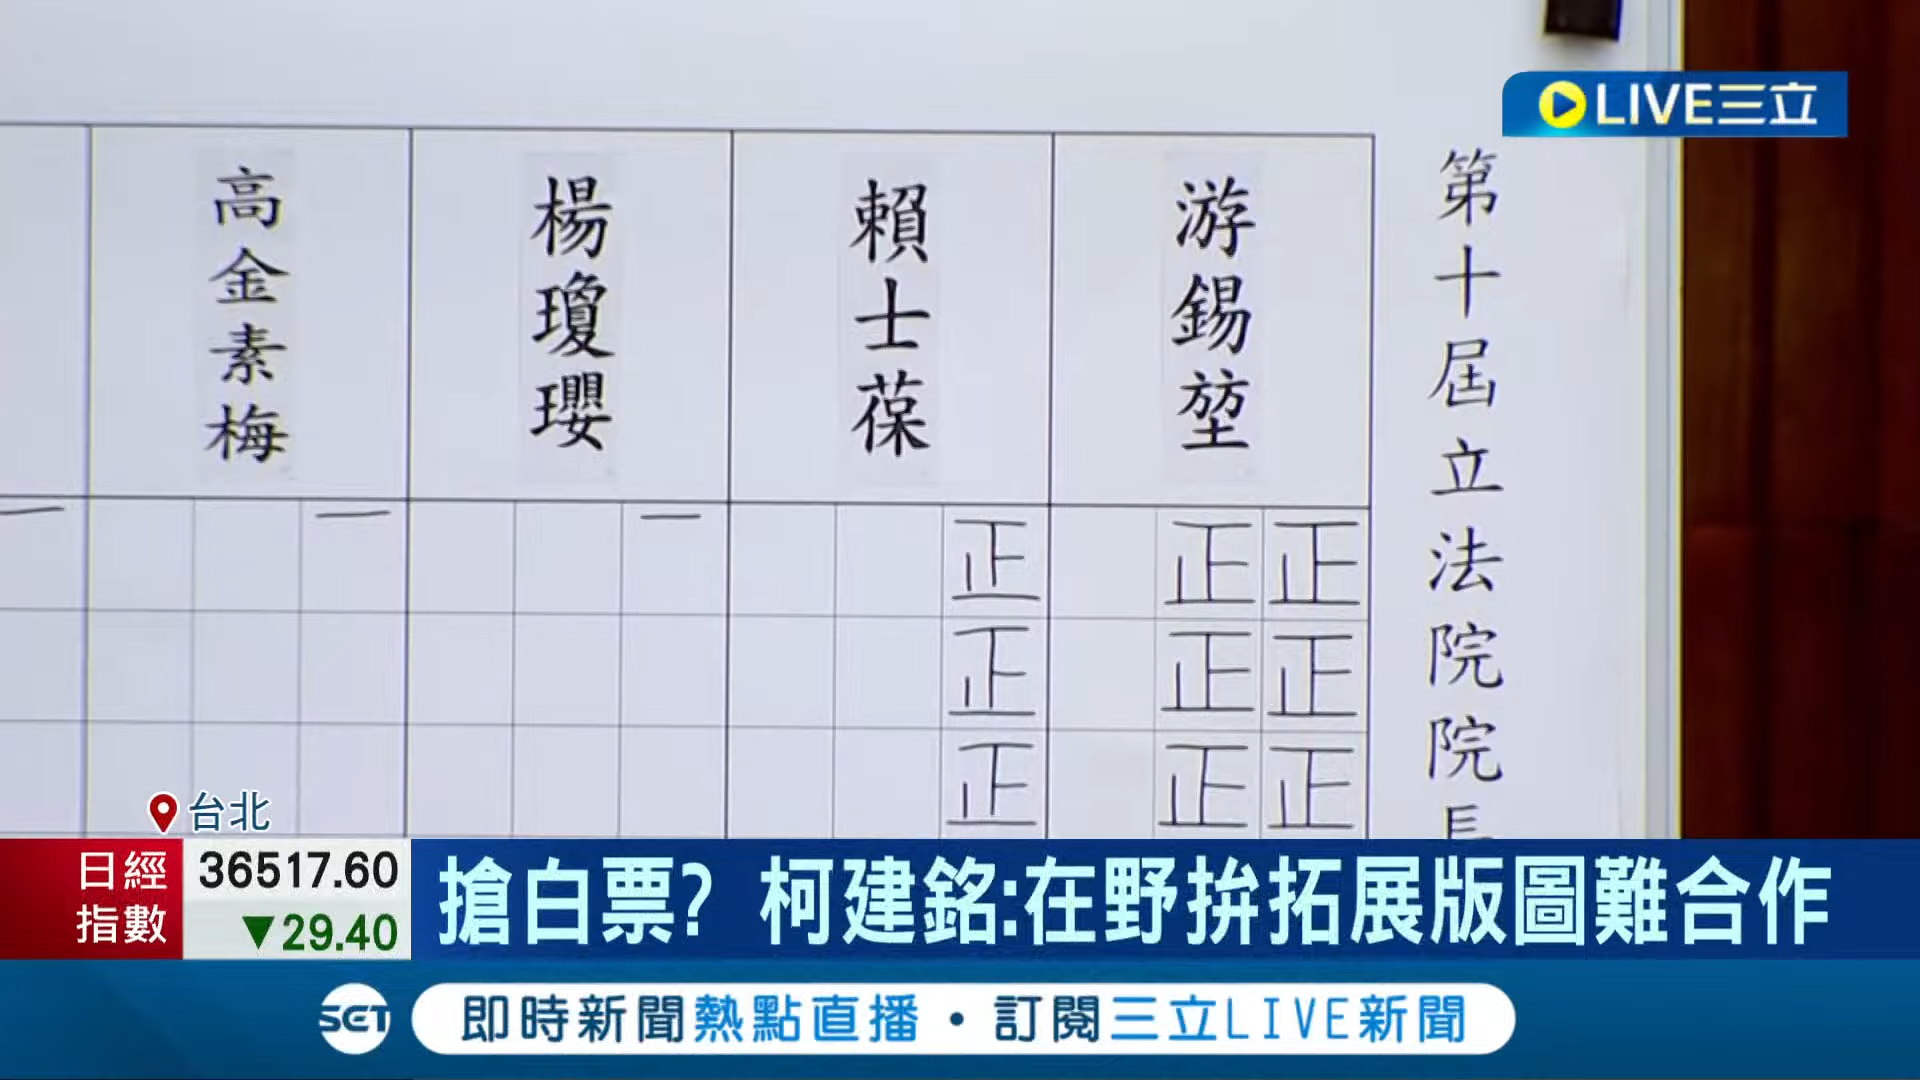 LIVE三立
第十屆立法院院長
游錫堃
賴士葆
楊瓊瓔
高金素梅
正 正
正 正
正 正
正
正
正
一
一
一
台北
日經
指數
36517.60
▼29.40
搶白票? 柯建銘:在野拚拓展版圖難合作
SET
即時新聞熱點直播・訂閱三立LIVE新聞